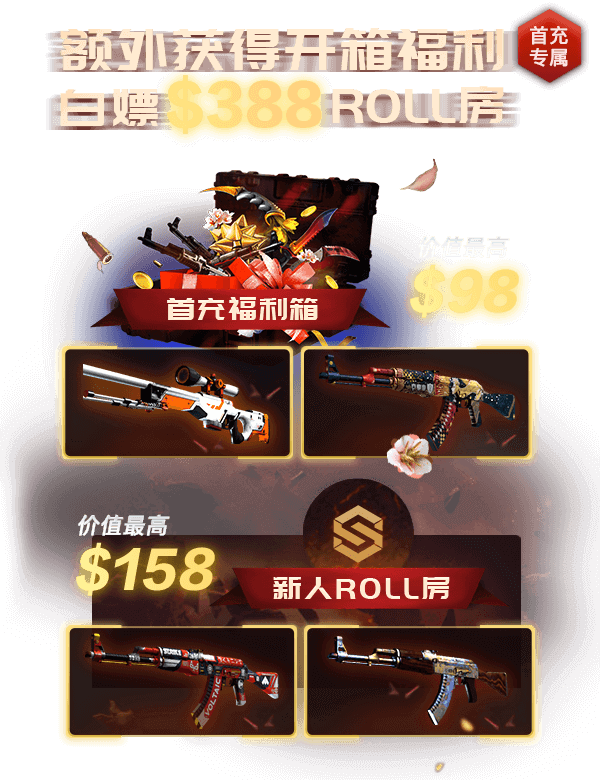 额外获得开箱福利
首充
专属
白嫖$388ROLL房
价值最高
$98
首充福利箱
价值最高
$158
新人ROLL房
VOLTAIC